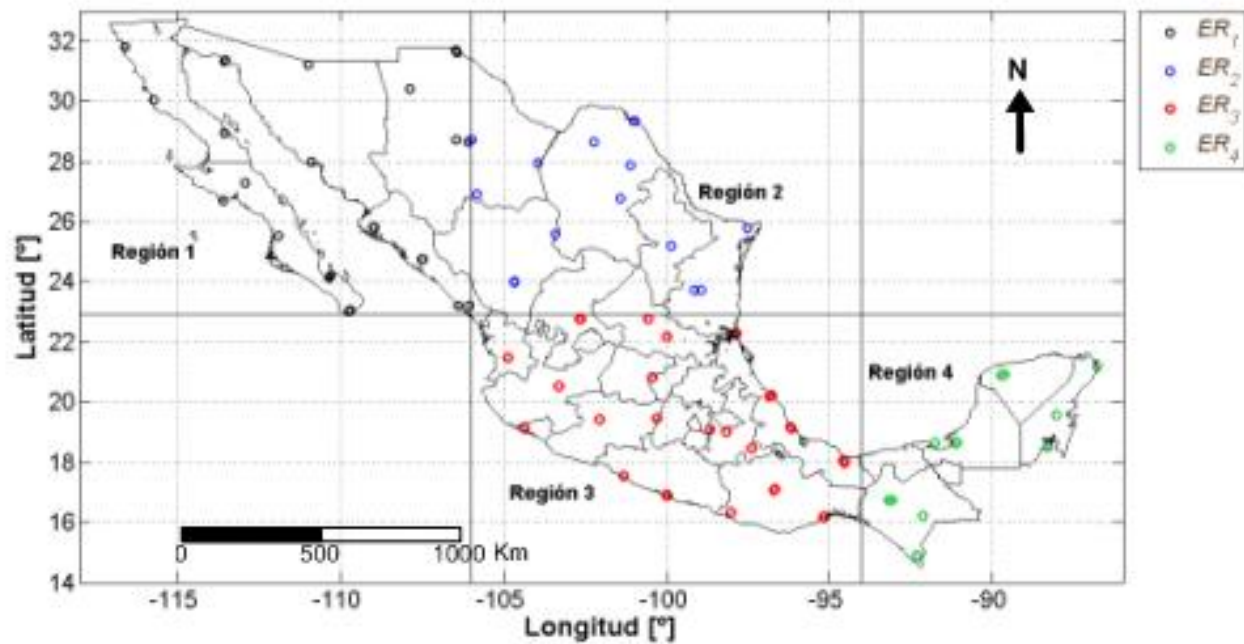 32
30
28
26
24
22
20
18
16
14
Latitud [º]
-115
-110
-105
-100
-95
-90
Longitud [º]
Región 1
Región 2
Región 3
Región 4
N
0
500
1000 Km
ER1
ER2
ER3
ER4